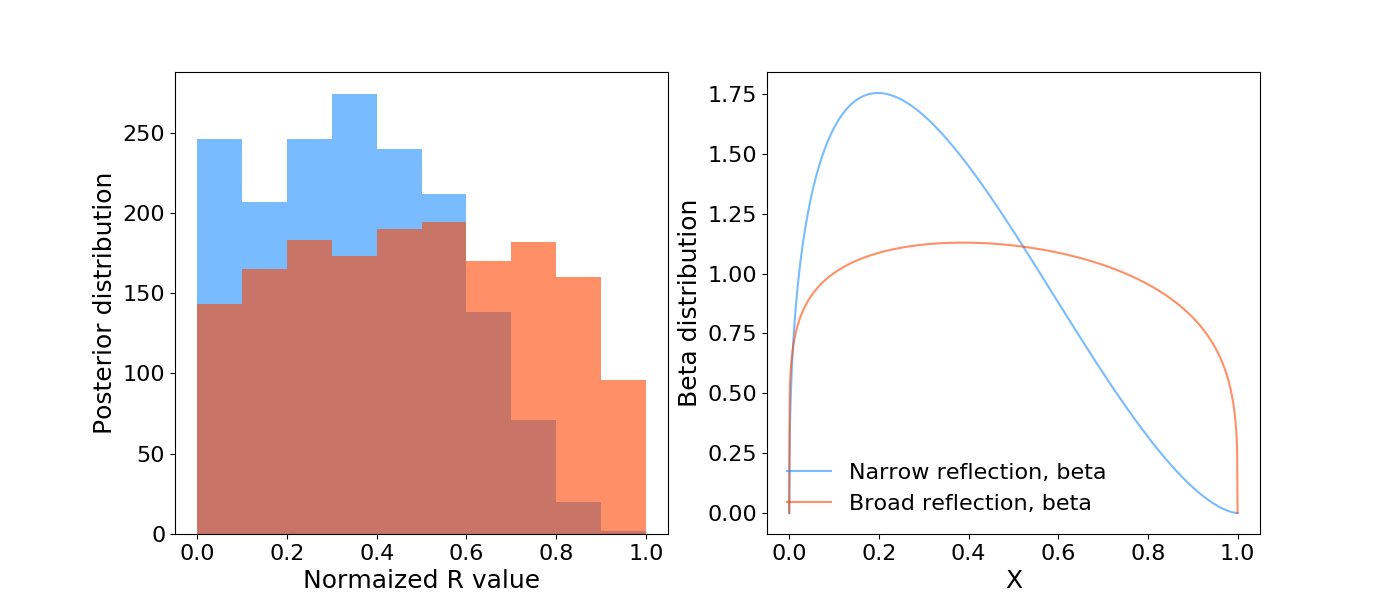 Posterior distribution
250
200
150
100
50
0
0.0 0.2 0.4 0.6 0.8 1.0
Normaized R value
Beta distribution
1.75
1.50
1.25
1.00
0.75
0.50
0.25
0.00
Narrow reflection, beta
Broad reflection, beta
0.0 0.2 0.4 0.6 0.8 1.0
X